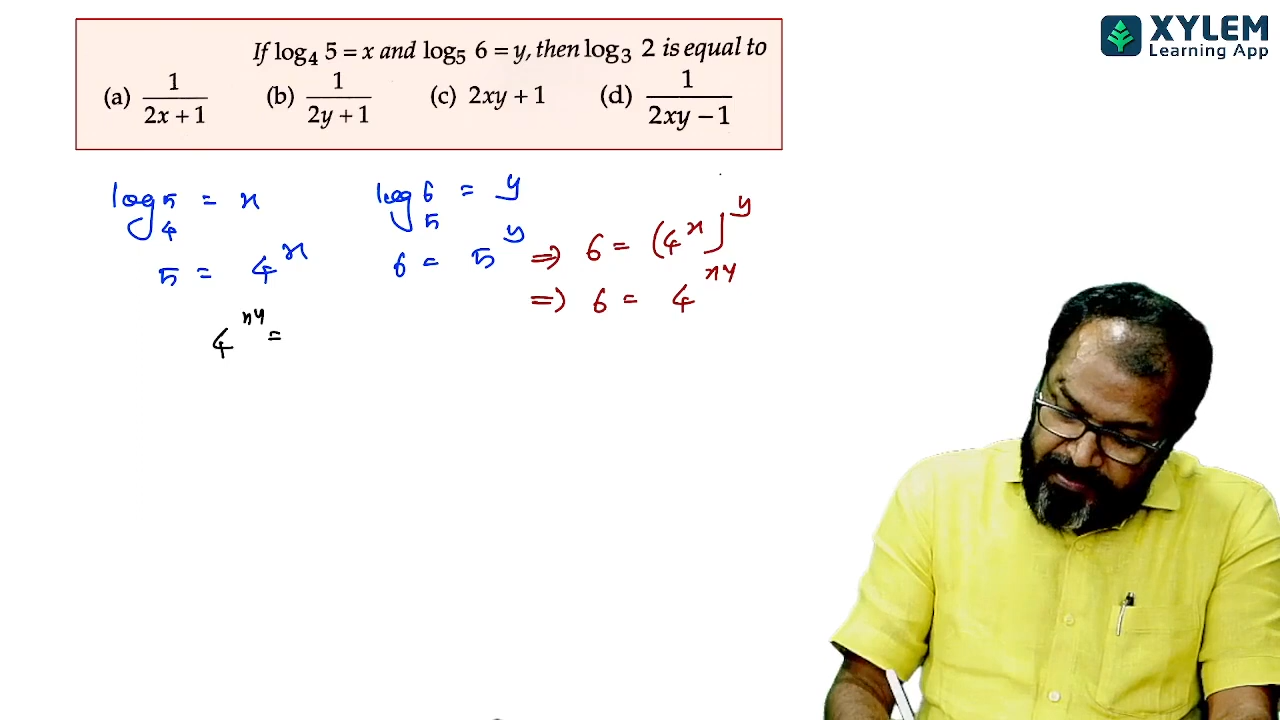 XYLEM
Learning App
If log₄ 5 = x and log₅ 6 = y, then log₃ 2 is equal to
(a) 1/(2x + 1) (b) 1/(2y + 1) (c) 2xy + 1 (d) 1/(2xy − 1)
log₄ 5 = x log₅ 6 = y
5 = 4^x 6 = 5^y ⇒ 6 = (4^x)^y
⇒ 6 = 4^xy
4^xy =